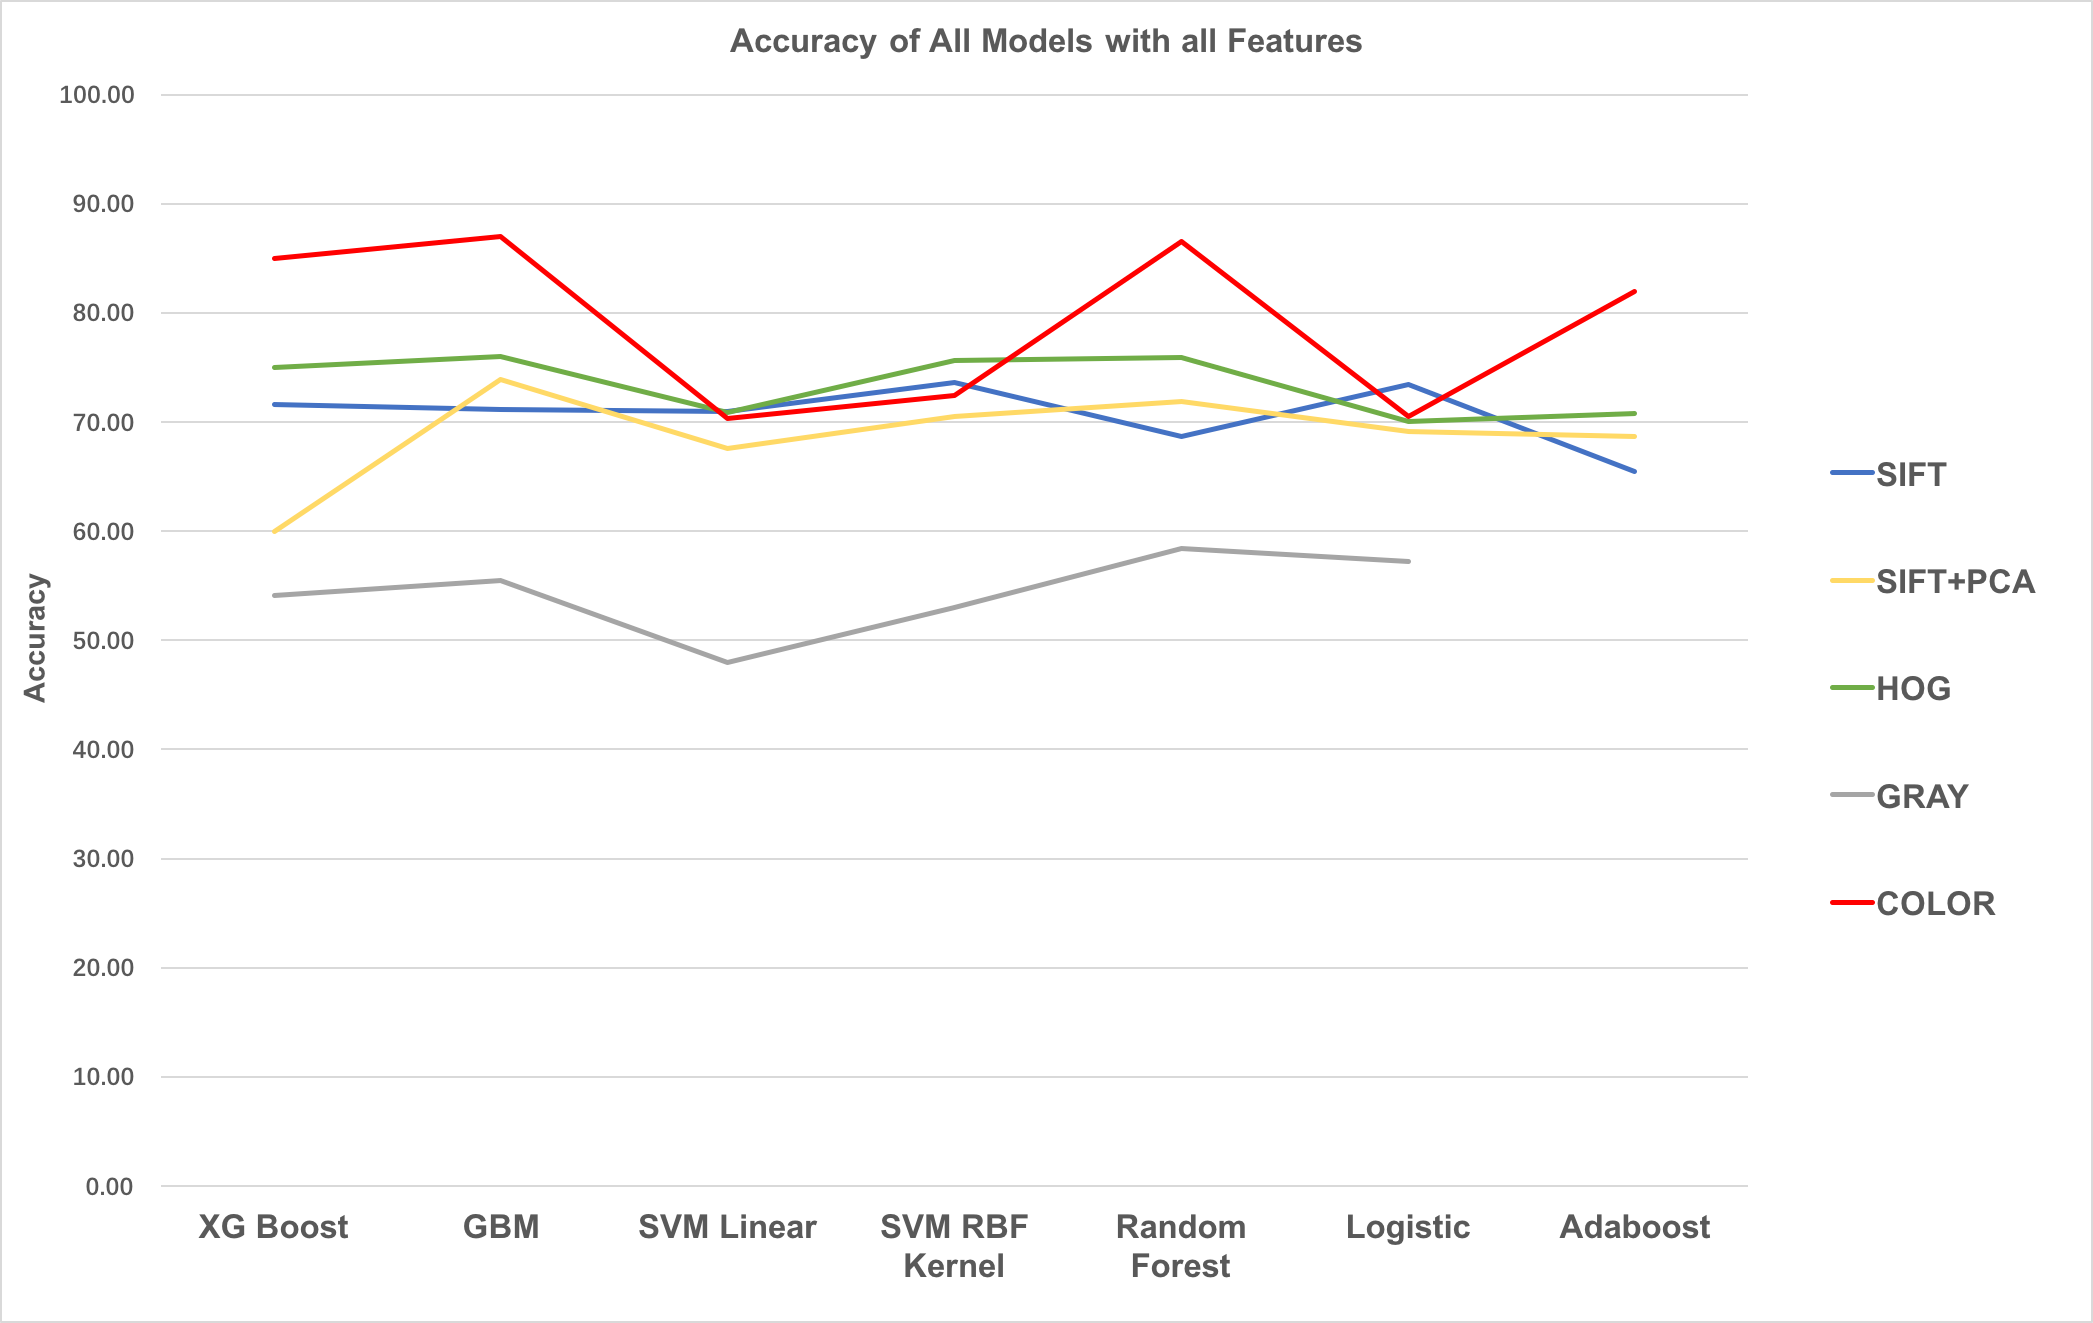 Accuracy of All Models with all Features
100.00
90.00
80.00
70.00
60.00
50.00
40.00
30.00
20.00
10.00
0.00
Accuracy
XG Boost
GBM
SVM Linear
SVM RBF
Kernel
Random
Forest
Logistic
Adaboost
SIFT
SIFT+PCA
HOG
GRAY
COLOR